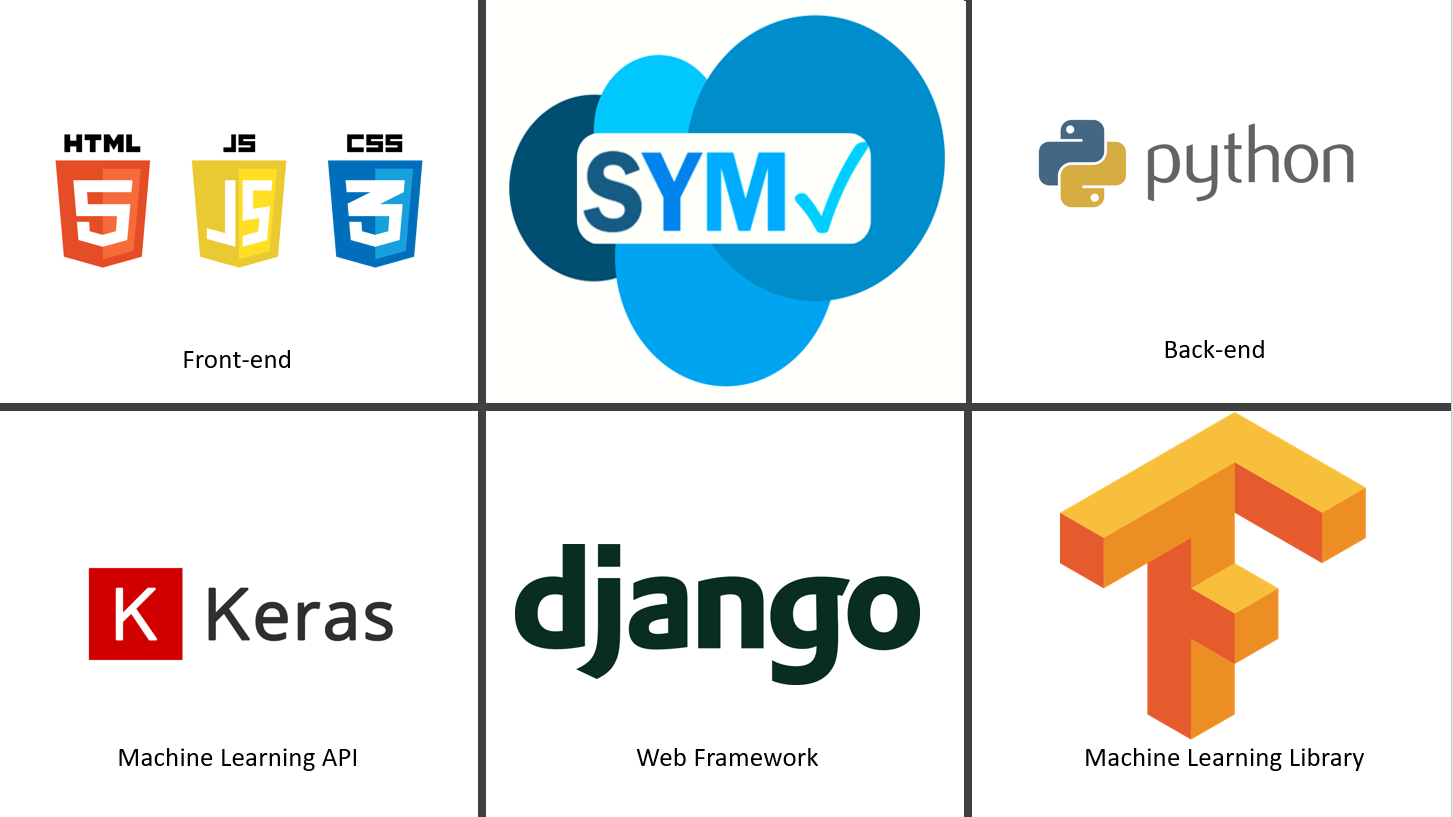 HTML JS CSS
5 JS 3
Front-end
SYM
python
Back-end
K Keras
Machine Learning API
django
Web Framework
Machine Learning Library